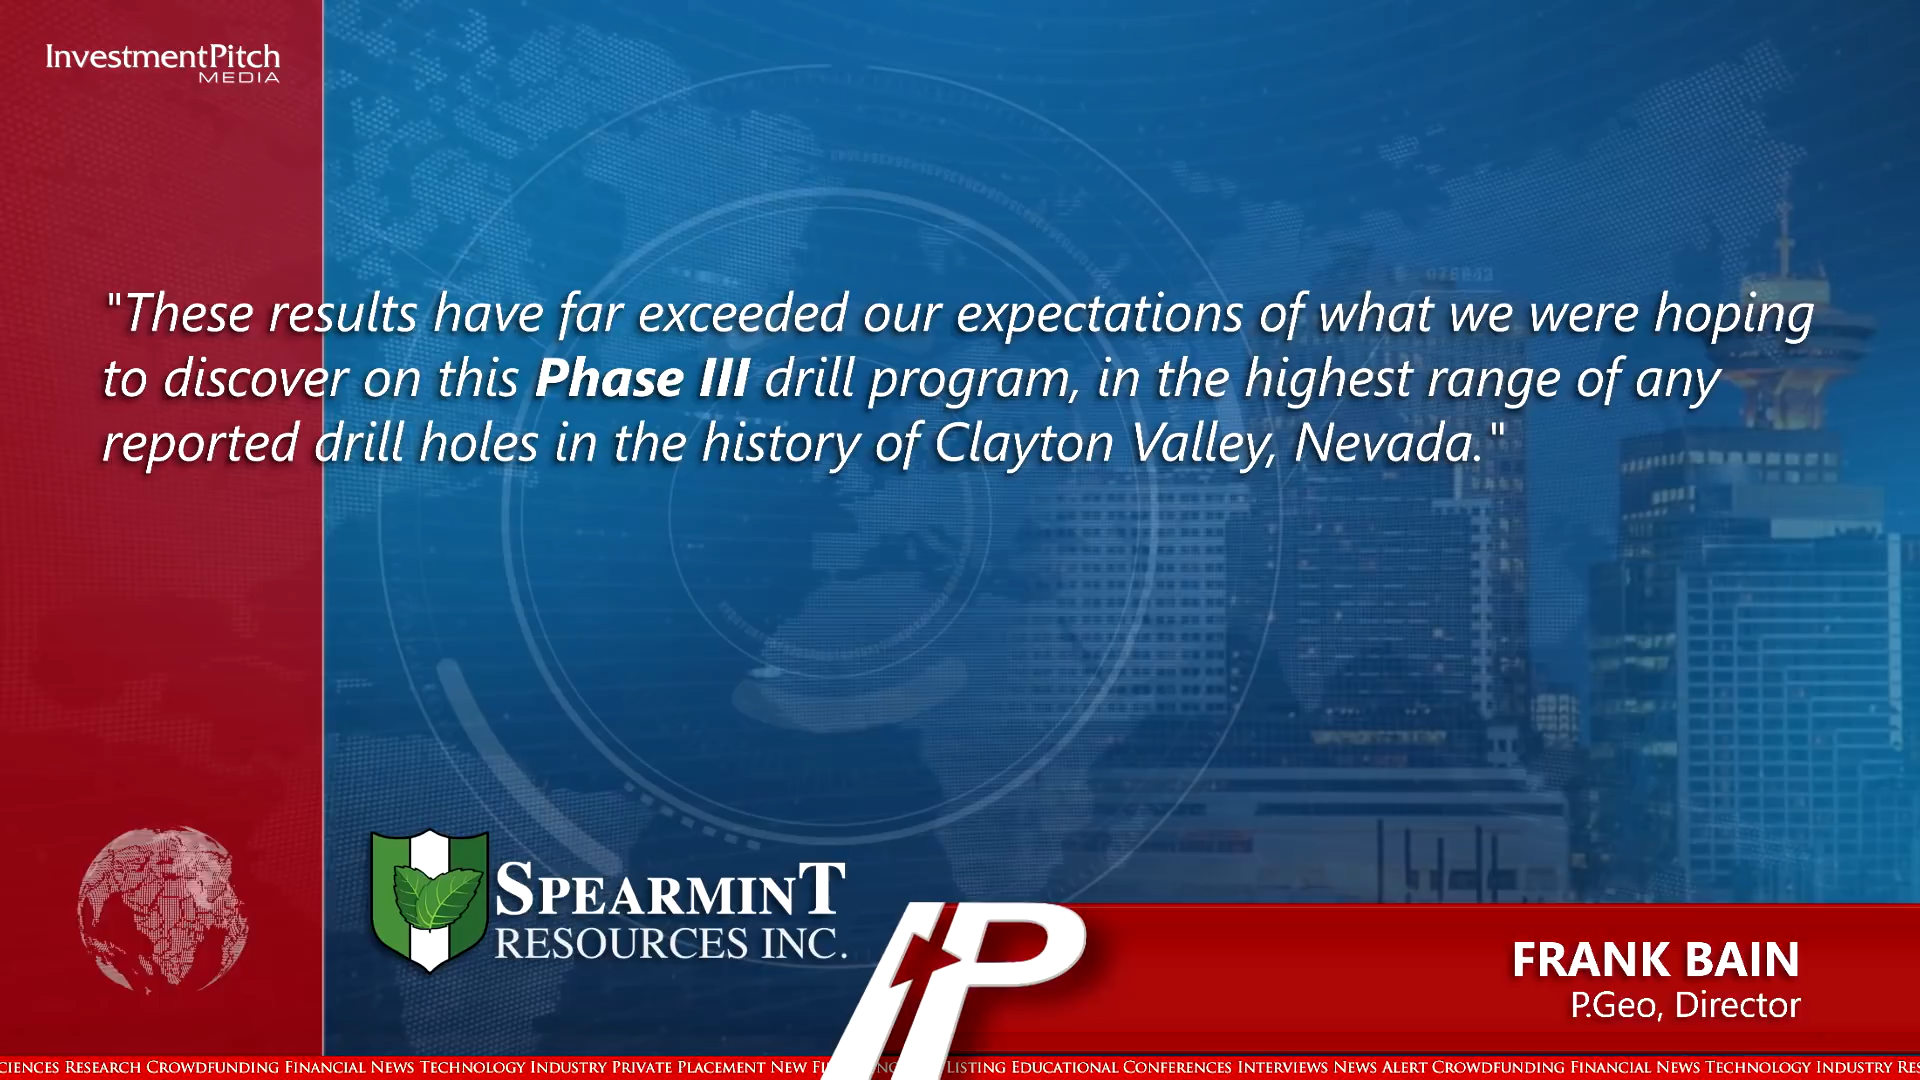 InvestmentPitch
MEDIA
"These results have far exceeded our expectations of what we were hoping
to discover on this Phase III drill program, in the highest range of any
reported drill holes in the history of Clayton Valley, Nevada."
SPEARMINT
RESOURCES INC.
IP
FRANK BAIN
P.Geo, Director
RESEARCH CROWDFUNDING FINANCIAL NEWS TECHNOLOGY INDUSTRY PRIVATE PLACEMENT NEW LISTING EDUCATIONAL CONFERENCES INTERVIEWS NEWS ALERT CROWDFUNDING FINANCIAL NEWS TECHNOLOGY INDUSTRY